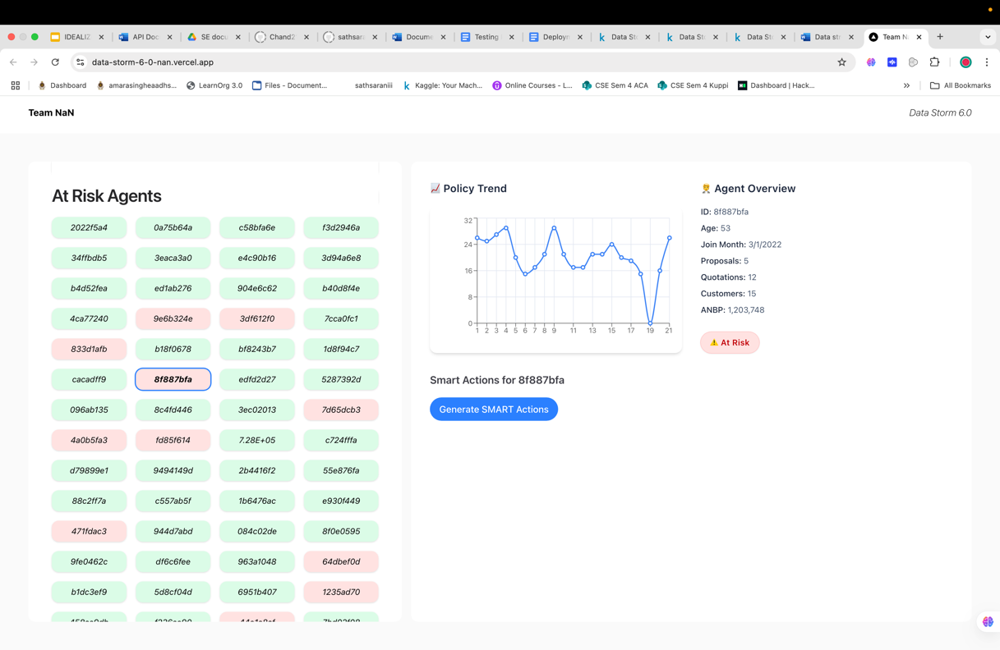 IDEALIZ
API Doc
SE docu
Chand2
sathsara
Docume
Testing
Deploym
Data St
Data St
Data St
Data st
Team N
data-storm-6-0-nan.vercel.app
Dashboard
amarasingheaadhs...
LearnOrg 3.0
Files - Document...
sathsaraniii
Kaggle: Your Mach...
Online Courses - L...
CSE Sem 4 ACA
CSE Sem 4 Kuppi
Dashboard | Hack...
All Bookmarks
Team NaN
Data Storm 6.0
At Risk Agents
2022f5a4 0a75b64a c58bfa6e f3d2946a
34ffbdb5 3eaca3a0 e4c90b16 3d94a6e8
b4d52fea ed1ab276 904e6c62 b40d8f4e
4ca77240 9e6b324e 3df612f0 7cca0fc1
833d1afb b18f0678 bf8243b7 1d8f94c7
cacadff9 8f887bfa edfd2d27 5287392d
096ab135 8c4fd446 3ec02013 7d65dcb3
4a0b5fa3 fd85f614 7.28E+05 c724fffa
d79899e1 9494149d 2b4416f2 55e876fa
88c2ff7a c557ab5f 1b6476ac e930f449
471fdac3 944d7abd 084c02de 8f0e0595
9fe0462c df6c6fee 963a1048 64dbef0d
b1dc3ef9 5d8cf04d 6951b407 1235ad70
📈 Policy Trend
32
24
16
8
0
1 2 3 4 5 6 7 8 9 11 13 15 17 19 21
Agent Overview
ID: 8f887bfa
Age: 53
Join Month: 3/1/2022
Proposals: 5
Quotations: 12
Customers: 15
ANBP: 1,203,748
⚠️ At Risk
Smart Actions for 8f887bfa
Generate SMART Actions